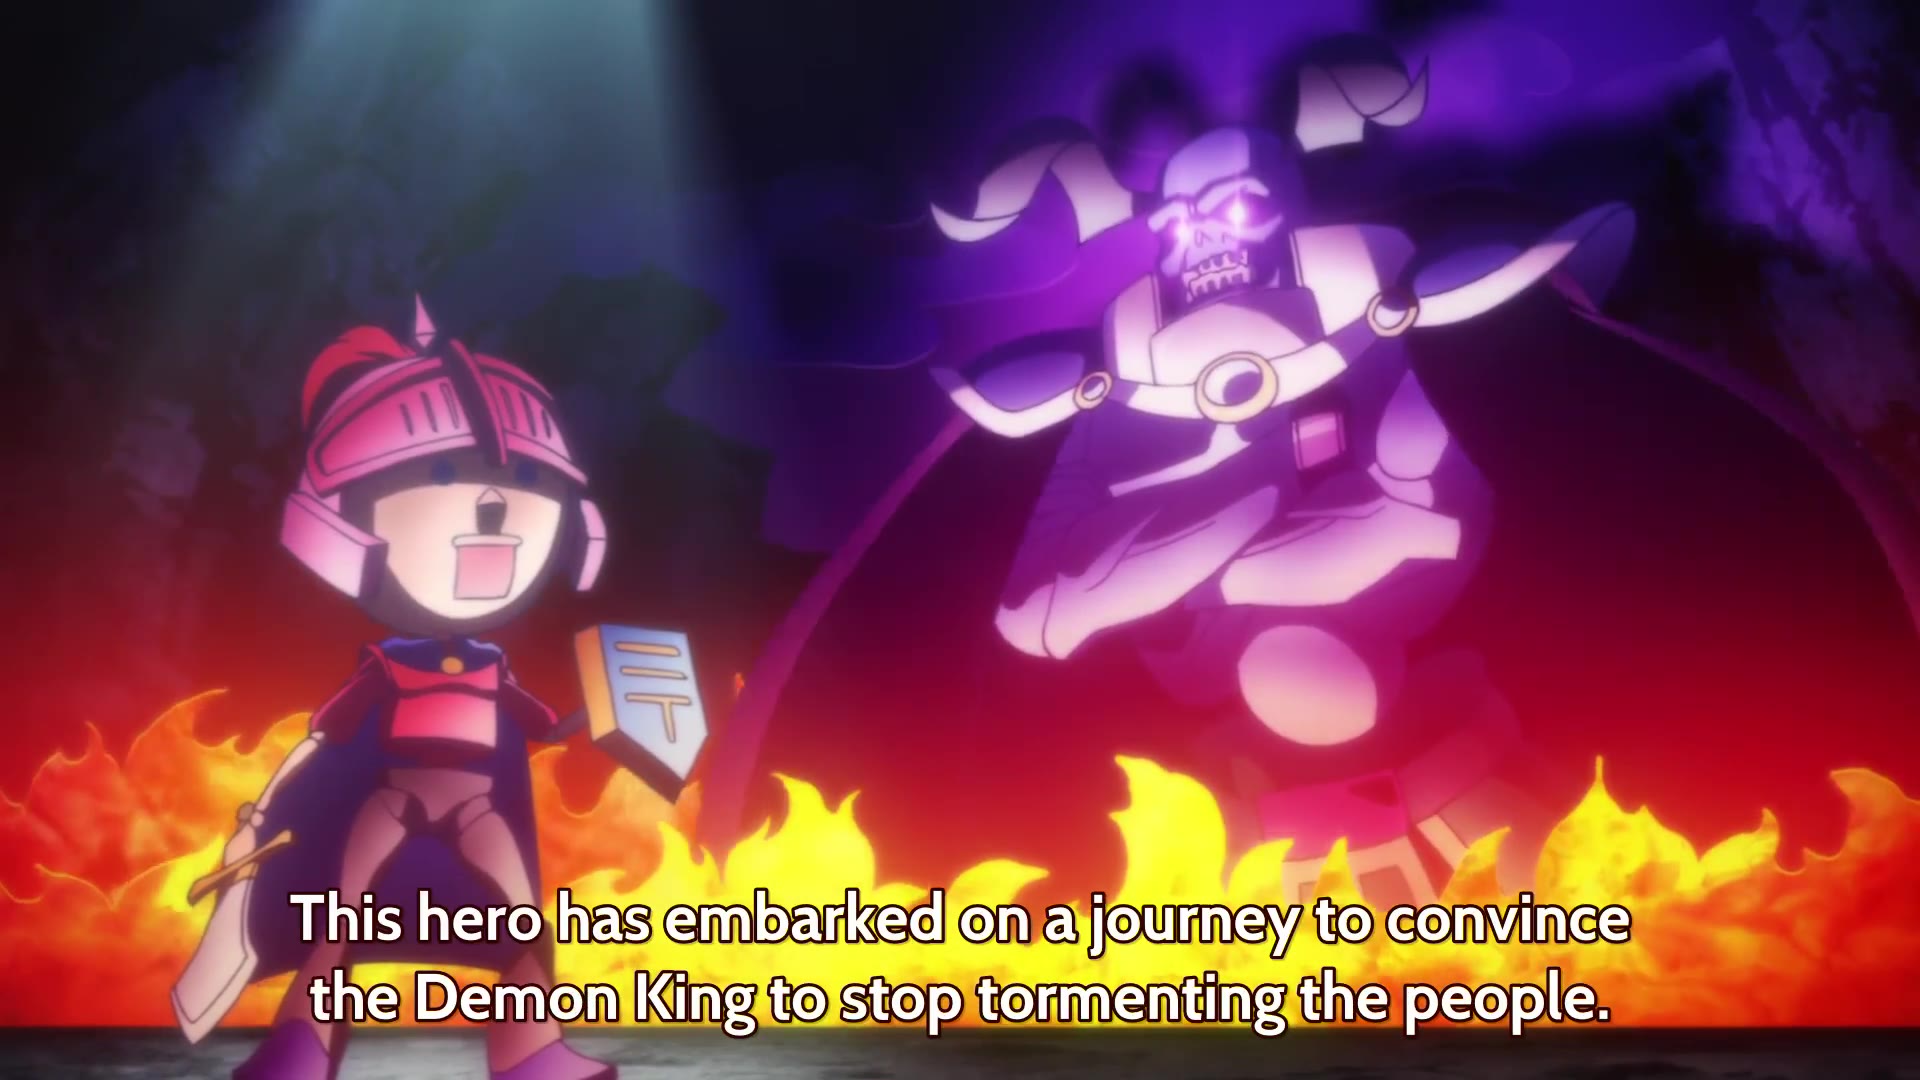 This hero has embarked on a journey to convince
the Demon King to stop tormenting the people.